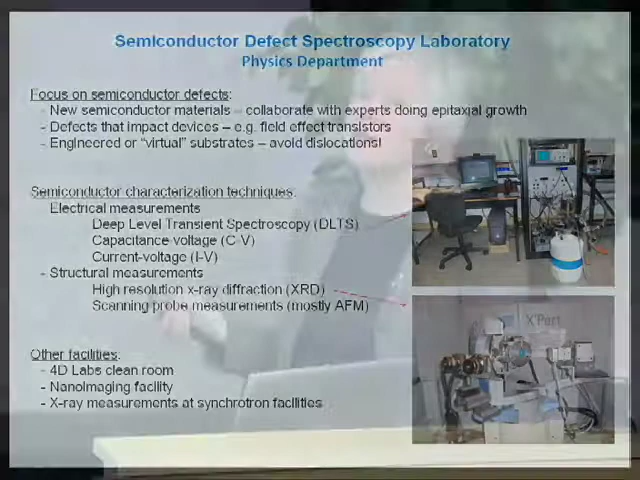 Semiconductor Defect Spectroscopy Laboratory
Physics Department
Focus on semiconductor defects:
- New semiconductor materials – collaborate with experts doing epitaxial growth
- Defects that impact devices – e.g. field effect transistors
- Engineered or "virtual" substrates – avoid dislocations!
Semiconductor characterization techniques:
Electrical measurements
Deep Level Transient Spectroscopy (DLTS)
Capacitance-voltage (C-V)
Current-voltage (I-V)
- Structural measurements
High resolution x-ray diffraction (XRD)
Scanning probe measurements (mostly AFM)
X'Pert
Other facilities:
- 4D Labs clean room
- NanoImaging facility
- X-ray measurements at synchrotron facilities